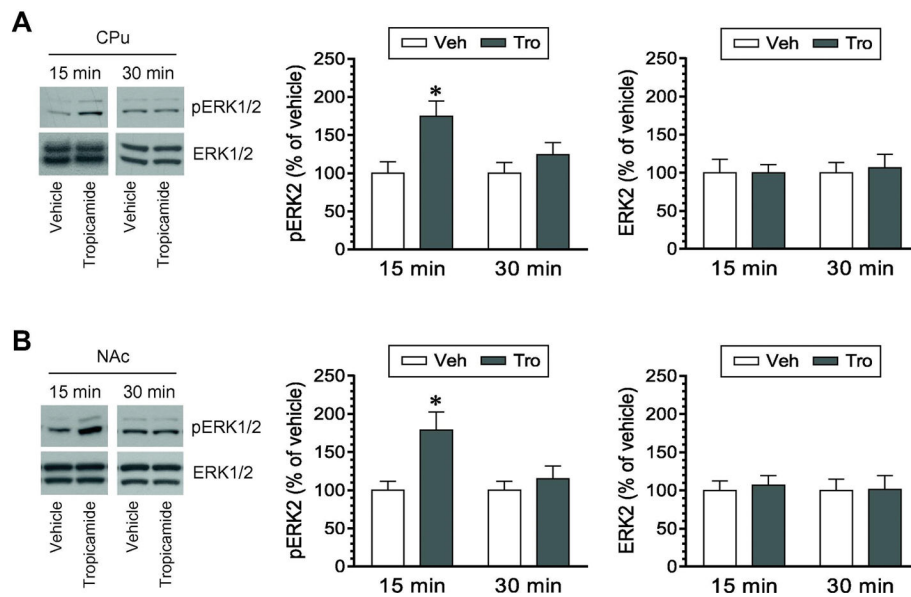 A
CPu
15 min 30 min
pERK1/2
ERK1/2
Vehicle
Tropicamide
Vehicle
Tropicamide
Veh Tro
pERK2 (% of vehicle)
250
200
150
100
50
0
*
15 min 30 min
Veh Tro
ERK2 (% of vehicle)
250
200
150
100
50
0
15 min 30 min
B
NAc
15 min 30 min
pERK1/2
ERK1/2
Vehicle
Tropicamide
Vehicle
Tropicamide
Veh Tro
pERK2 (% of vehicle)
250
200
150
100
50
0
*
15 min 30 min
Veh Tro
ERK2 (% of vehicle)
250
200
150
100
50
0
15 min 30 min